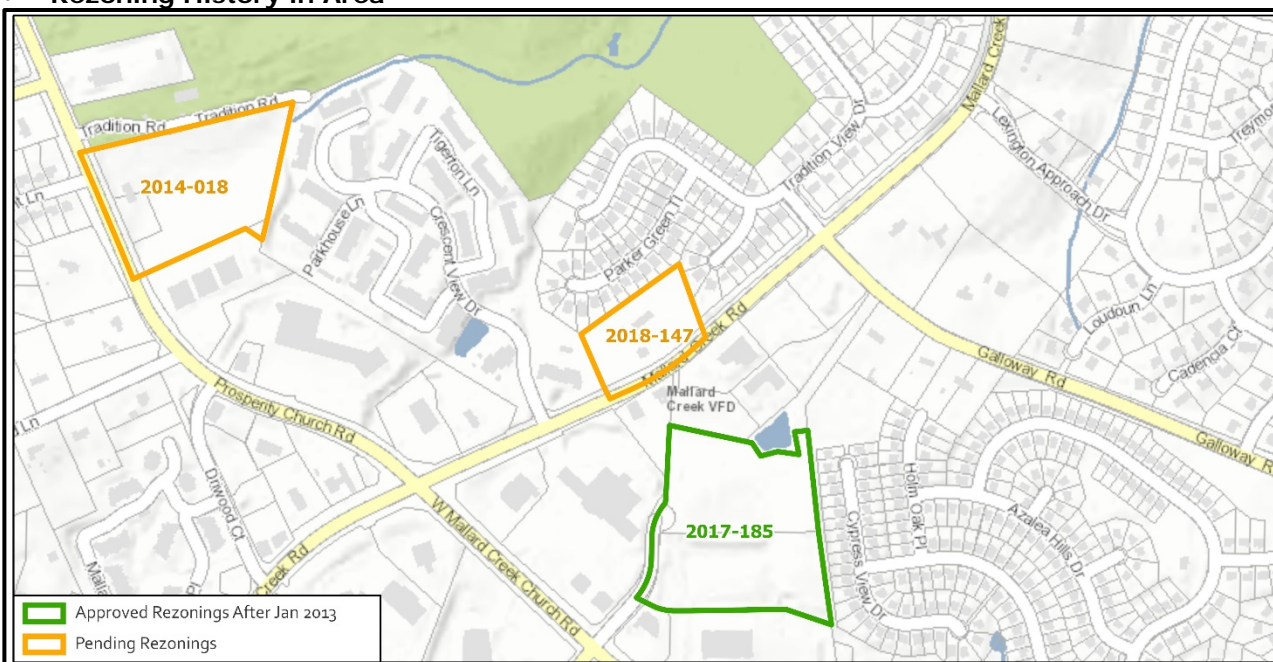 Rezoning History in Area
Tradition Rd
Tradition Rd
2014-018
Tigerton Ln
Crescent View Dr
Parkhouse Ln
Tradition View Dr
Parker Green Tl
Mallard Creek
Lexington Approach Dr
Treymo
Loudoun Ln
Cadencia Ct
2018-147
Mallard Creek Rd
Mallard
Creek VFD
Galloway Rd
Galloway R
Prosperity Church Rd
Driwood Ct
2017-185
Holm Oak Pl
Azalea Hills Dr
Cypress View Dr
W Mallard Creek Church Rd
Creek Rd
Approved Rezonings After Jan 2013
Pending Rezonings